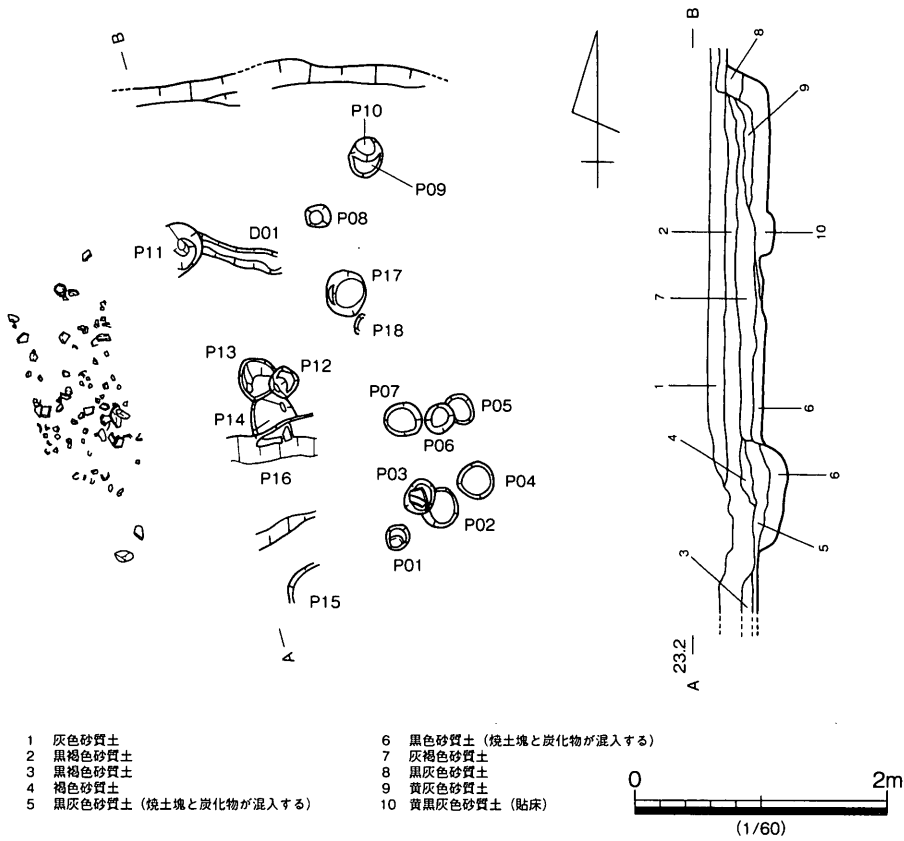 B
P10
P09
P08
D01
P11
P17
P18
P13
P12
P14
P07
P05
P06
P16
P03
P04
P02
P01
P15
A
B
8
9
2
10
7
1
6
4
6
5
3
23.2
A
1 灰色砂質土
2 黒褐色砂質土
3 黒褐色砂質土
4 褐色砂質土
5 黒灰色砂質土（焼土塊と炭化物が混入する）
6 黒色砂質土（焼土塊と炭化物が混入する）
7 灰褐色砂質土
8 黒灰色砂質土
9 黄灰色砂質土
10 黄黒灰色砂質土（貼床）
0 2m
(1/60)